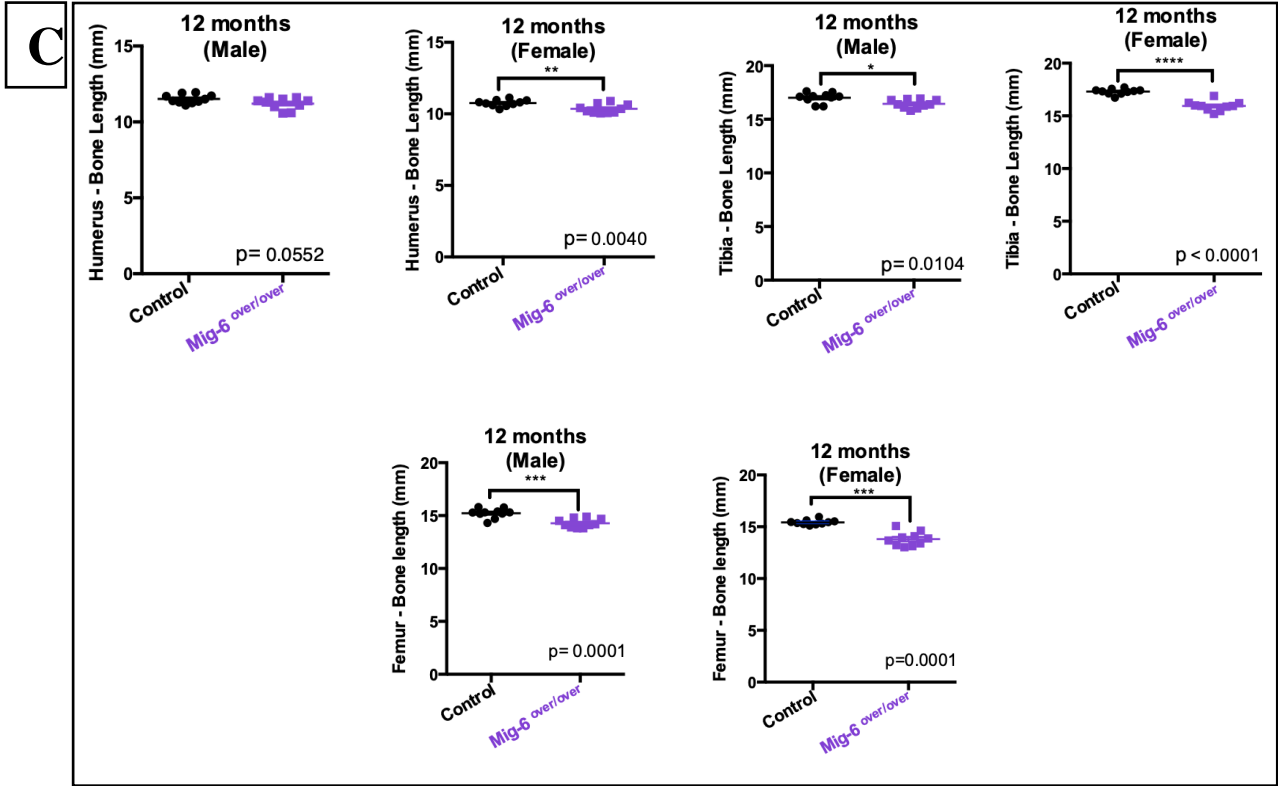 C
12 months
(Male)
Humerus - Bone Length (mm)
15
10
5
0
p= 0.0552
Control
Mig-6 over/over
12 months
(Female)
**
Humerus - Bone Length (mm)
15
10
5
0
p= 0.0040
Control
Mig-6 over/over
12 months
(Male)
*
Tibia - Bone Length (mm)
20
15
10
5
0
p= 0.0104
Control
Mig-6 over/over
12 months
(Female)
****
Tibia - Bone Length (mm)
20
15
10
5
0
p < 0.0001
Control
Mig-6 over/over
12 months
(Male)
***
Femur - Bone length (mm)
20
15
10
5
0
p= 0.0001
Control
Mig-6 over/over
12 months
(Female)
***
Femur - Bone length (mm)
20
15
10
5
0
p=0.0001
Control
Mig-6 over/over